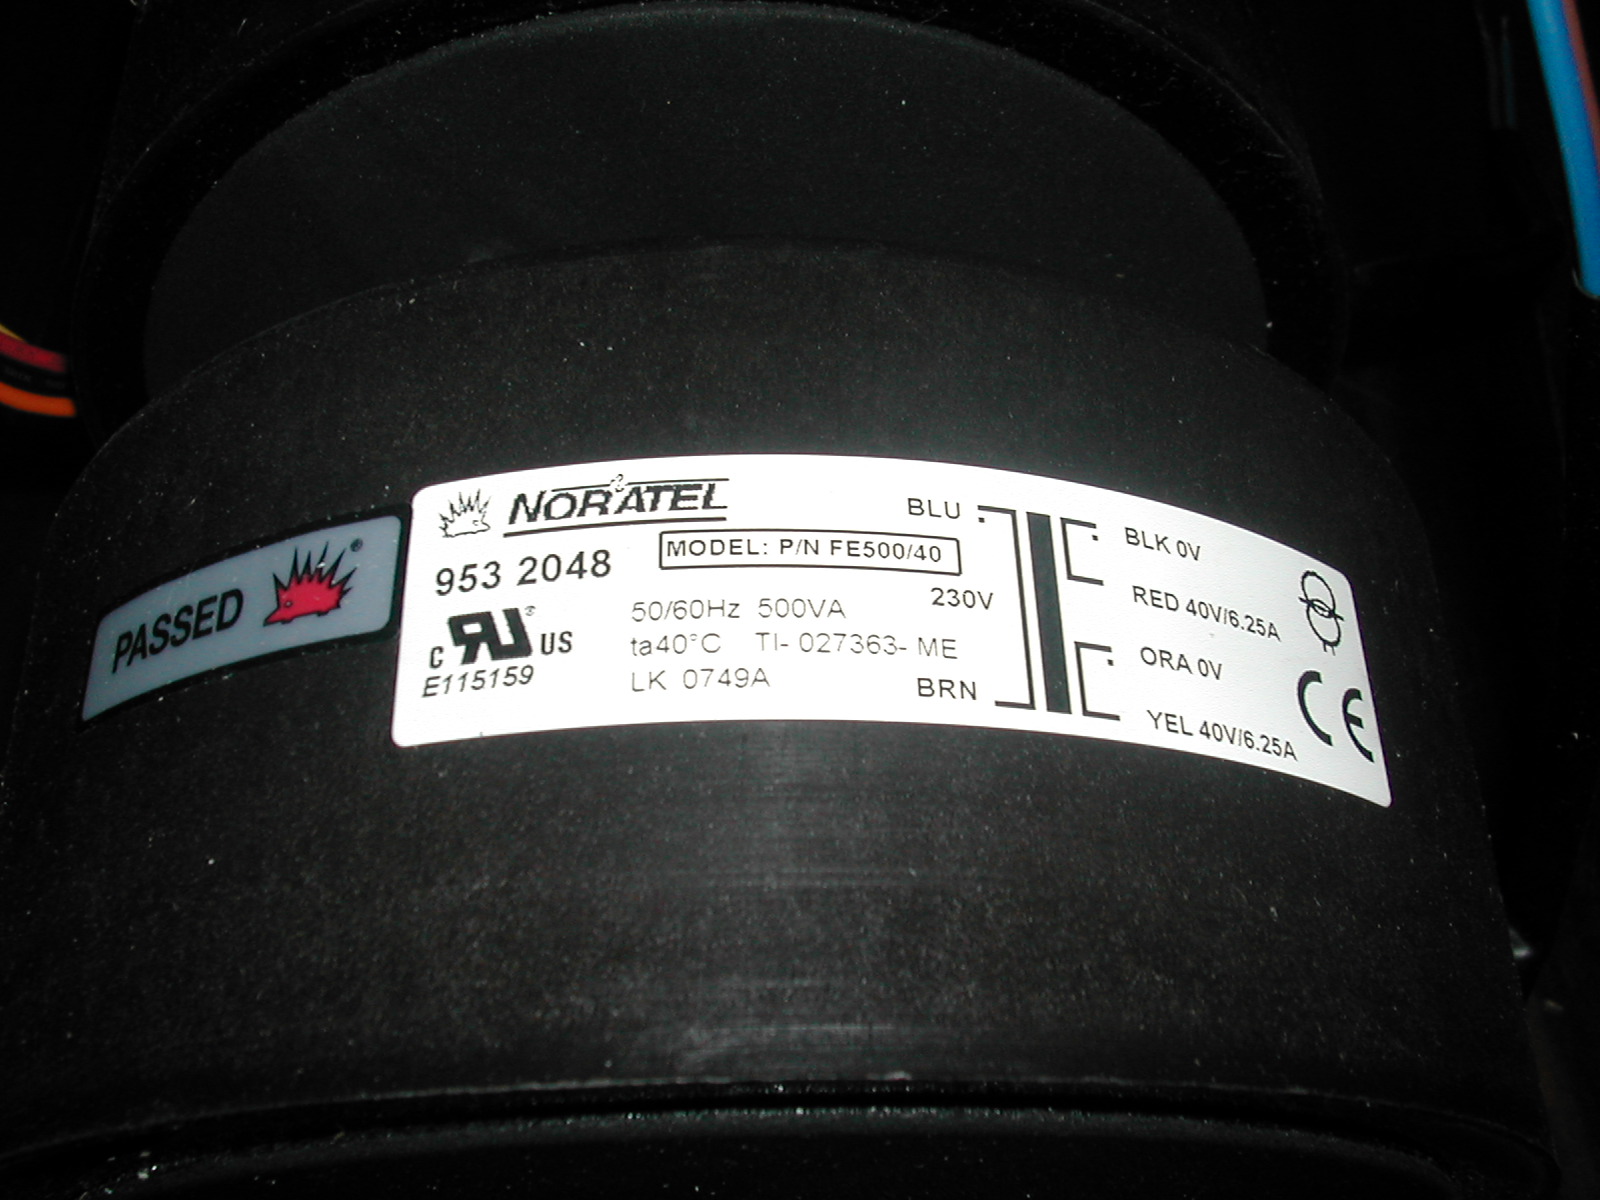 PASSED
®
NORATEL
953 2048
MODEL: P/N FE500/40
C RU ® US
E115159
50/60Hz 500VA
ta40°C TI- 027363- ME
LK 0749A
BLU
230V
BRN
BLK 0V
RED 40V/6.25A
ORA 0V
YEL 40V/6.25A
CE